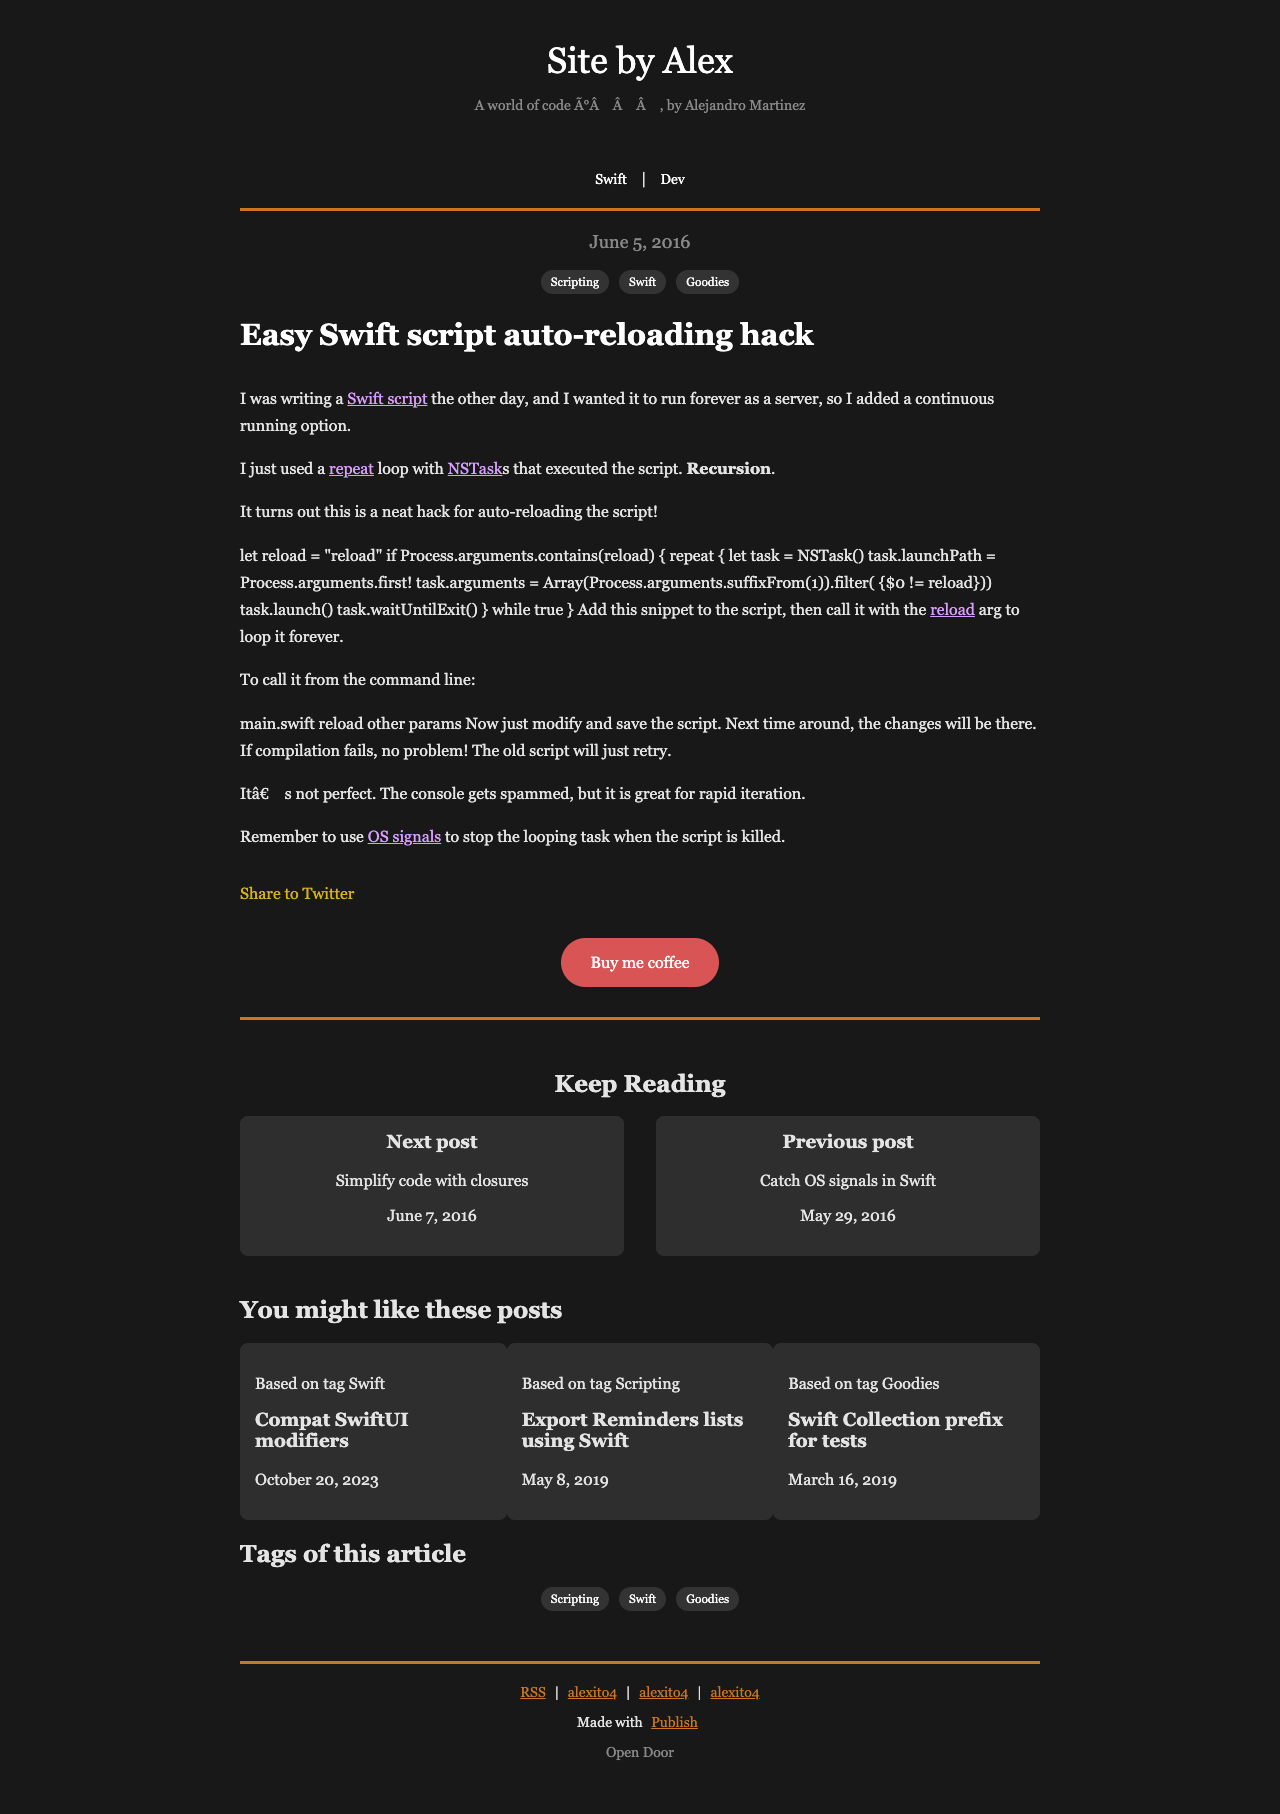 Site by Alex
A world of code ÃºÂ Â Â , by Alejandro Martinez
Swift | Dev
June 5, 2016
Scripting Swift Goodies
Easy Swift script auto-reloading hack
I was writing a Swift script the other day, and I wanted it to run forever as a server, so I added a continuous
running option.
I just used a repeat loop with NSTasks that executed the script. Recursion.
It turns out this is a neat hack for auto-reloading the script!
let reload = "reload" if Process.arguments.contains(reload) { repeat { let task = NSTask() task.launchPath =
Process.arguments.first! task.arguments = Array(Process.arguments.suffixFrom(1)).filter( {$0 != reload}))
task.launch() task.waitUntilExit() } while true } Add this snippet to the script, then call it with the reload arg to
loop it forever.
To call it from the command line:
main.swift reload other params Now just modify and save the script. Next time around, the changes will be there.
If compilation fails, no problem! The old script will just retry.
Itâ€ s not perfect. The console gets spammed, but it is great for rapid iteration.
Remember to use OS signals to stop the looping task when the script is killed.
Share to Twitter
Buy me coffee
Keep Reading
Next post
Simplify code with closures
June 7, 2016
Previous post
Catch OS signals in Swift
May 29, 2016
You might like these posts
Based on tag Swift
Compat SwiftUI
modifiers
October 20, 2023
Based on tag Scripting
Export Reminders lists
using Swift
May 8, 2019
Based on tag Goodies
Swift Collection prefix
for tests
March 16, 2019
Tags of this article
Scripting Swift Goodies
RSS | alexito4 | alexito4 | alexito4
Made with Publish
Open Door